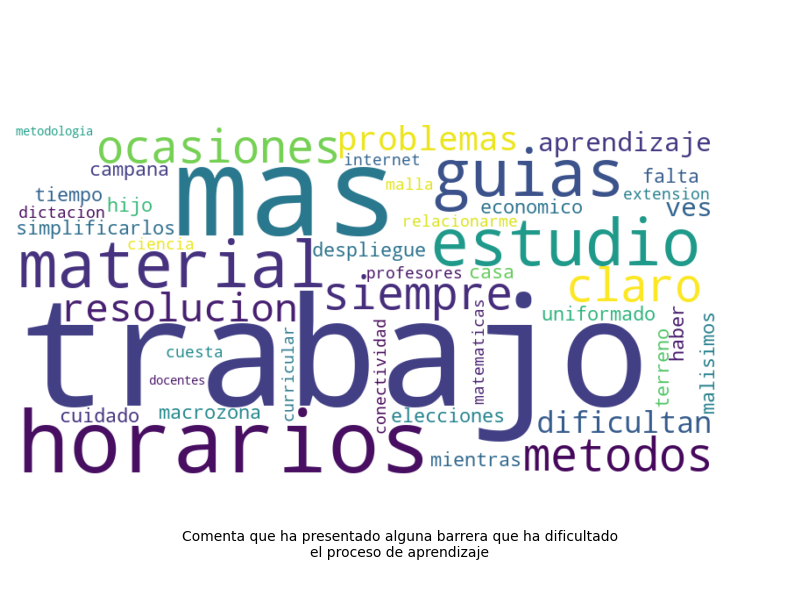 metodologia
ocasiones
problemas
aprendizaje
campana
internet
mas
guias
falta
malla
tiempo
hijo
extension
dictacion
economico
ves
simplificarlos
relacionarme
ciencia
despliegue
estudio
material
profesores
casa
siempre
claro
resolucion
uniformado
trabajo
cuesta
docentes
curricular
conectividad
matematicas
terreno
haber
malisimos
cuidado
macrozona
elecciones
dificultan
horarios
mientras
metodos
Comenta que ha presentado alguna barrera que ha dificultado
el proceso de aprendizaje